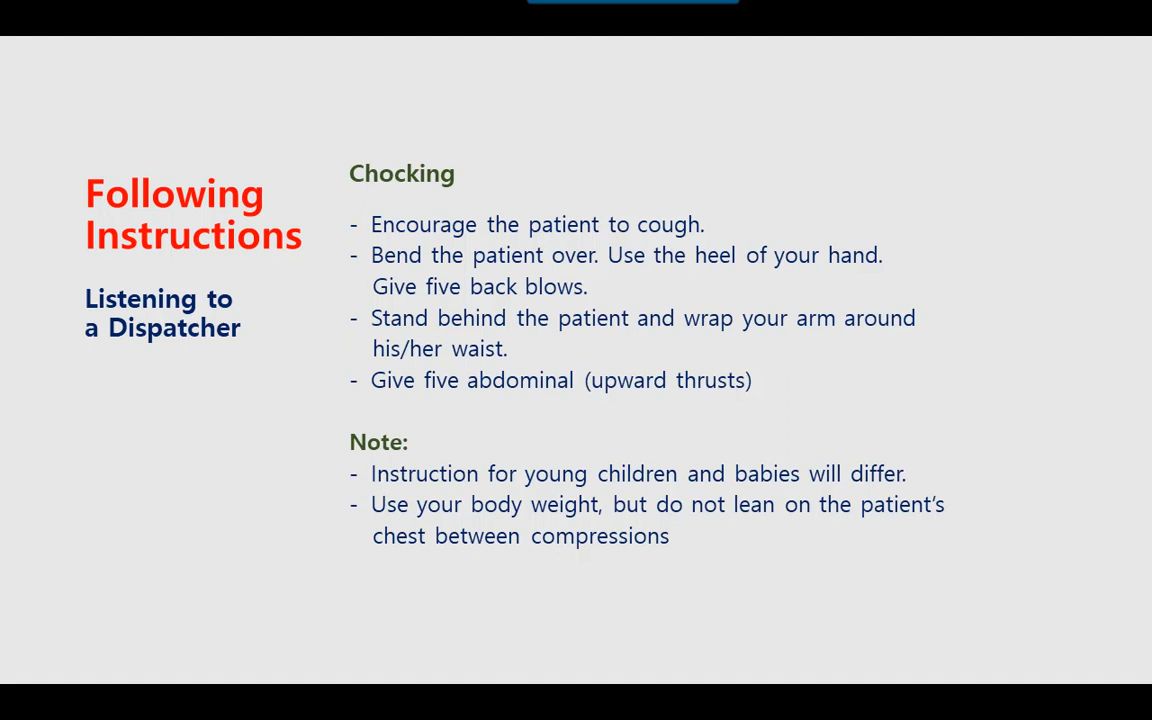 Following
Instructions
Listening to
a Dispatcher
Chocking
- Encourage the patient to cough.
- Bend the patient over. Use the heel of your hand.
Give five back blows.
- Stand behind the patient and wrap your arm around
his/her waist.
- Give five abdominal (upward thrusts)
Note:
- Instruction for young children and babies will differ.
- Use your body weight, but do not lean on the patient’s
chest between compressions